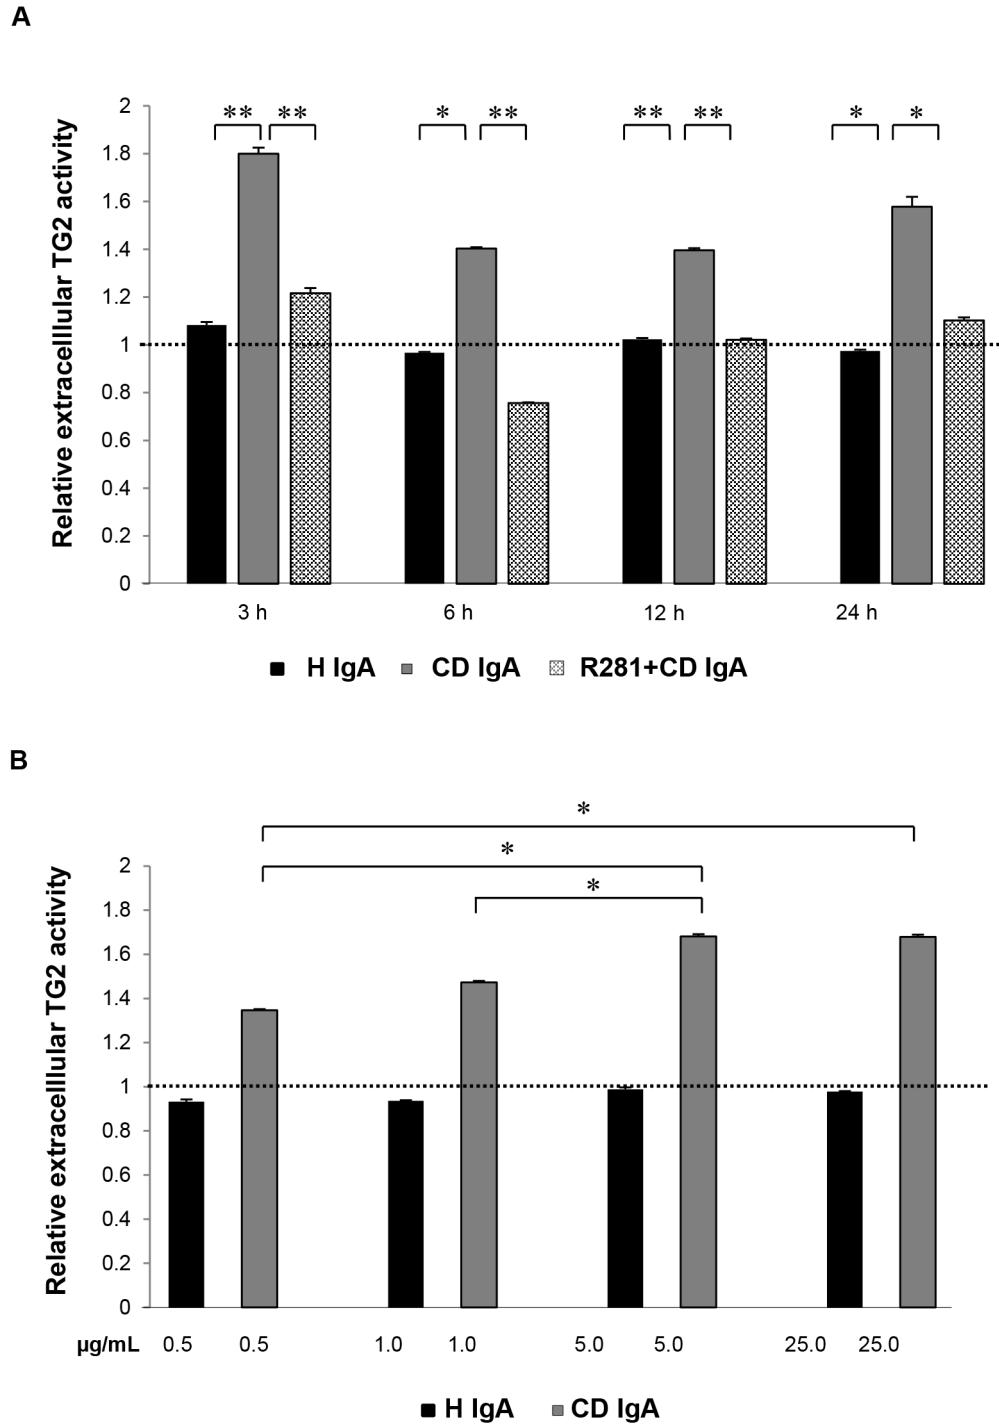 A
** ** * ** ** ** * *
Relative extracelllular TG2 activity
2
1.8
1.6
1.4
1.2
1
0.8
0.6
0.4
0.2
0
3 h 6 h 12 h 24 h
H IgA CD IgA R281+CD IgA
B
*
*
*
Relative extracelllular TG2 activity
2
1.8
1.6
1.4
1.2
1
0.8
0.6
0.4
0.2
0
µg/mL 0.5 0.5 1.0 1.0 5.0 5.0 25.0 25.0
H IgA CD IgA